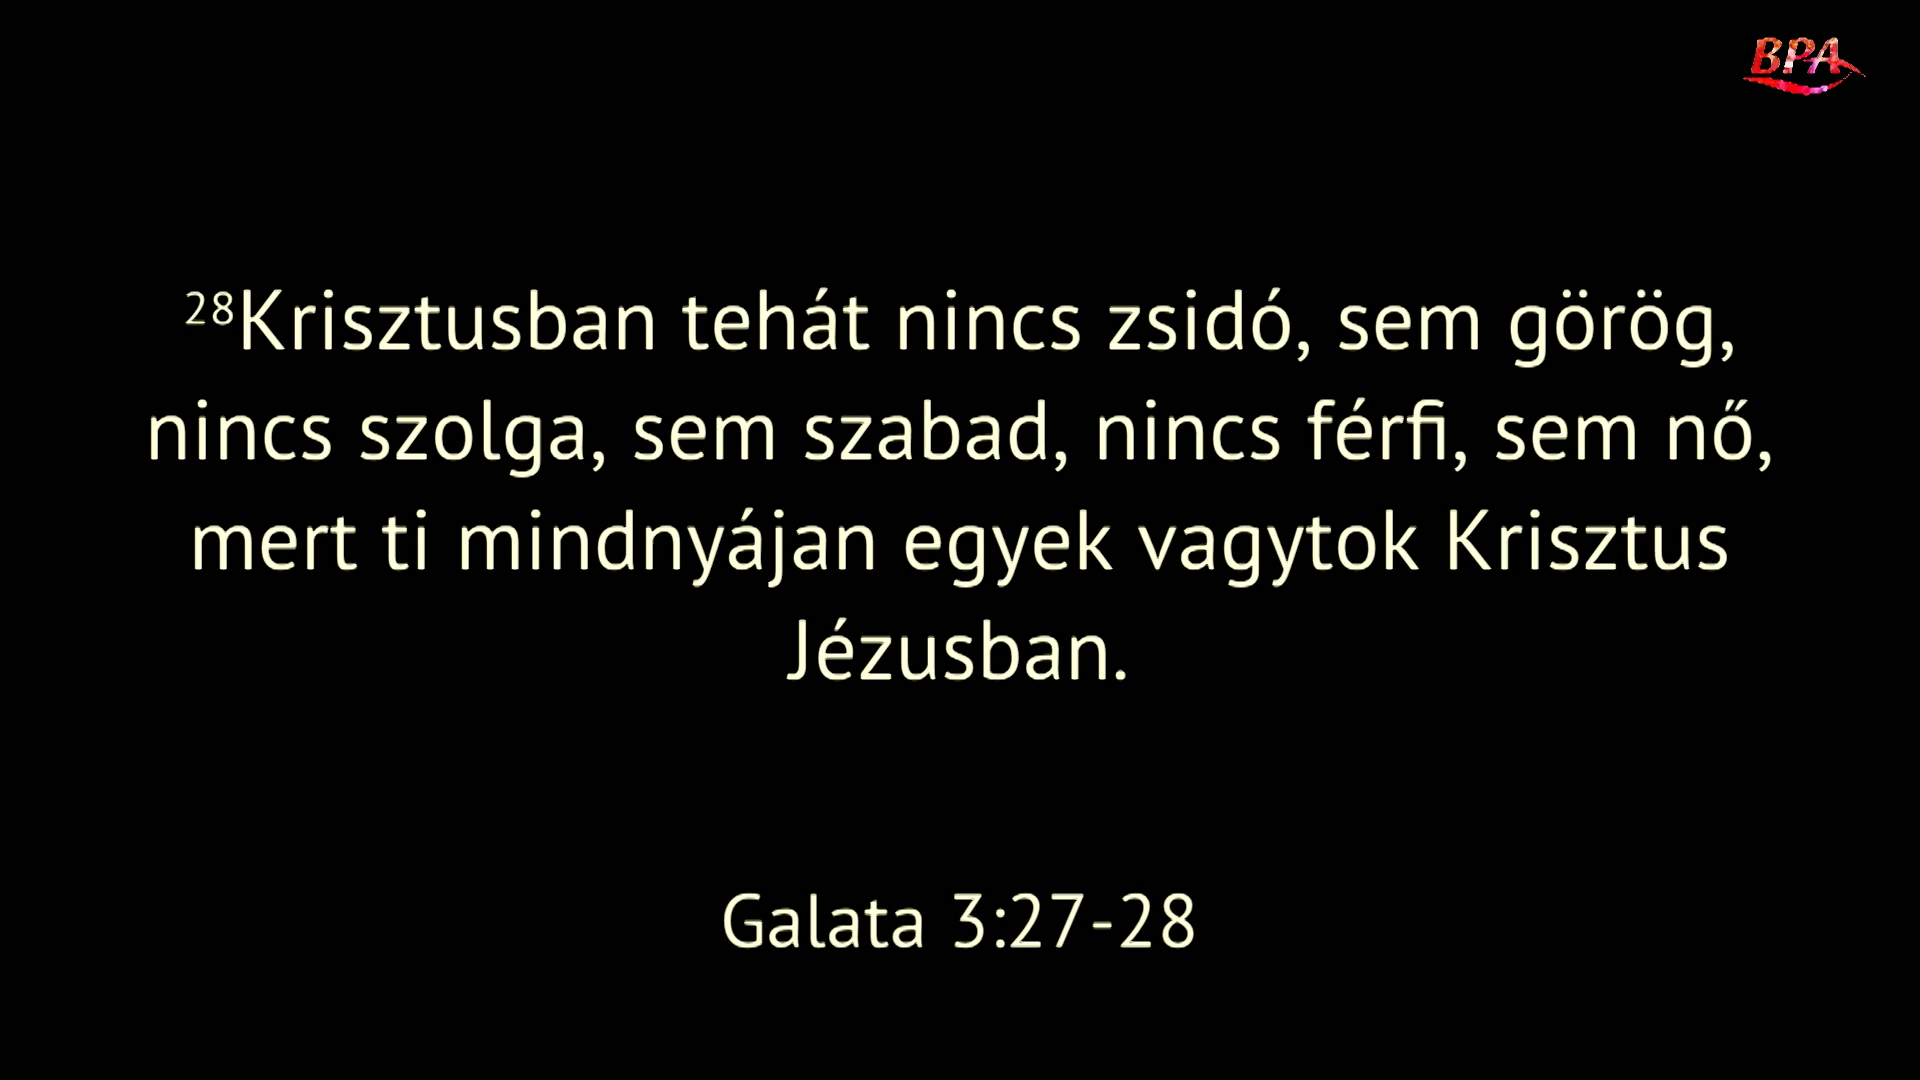 BPA
28Krisztusban tehát nincs zsidó, sem görög,
nincs szolga, sem szabad, nincs férfi, sem nő,
mert ti mindnyájan egyek vagytok Krisztus
Jézusban.
Galata 3:27-28